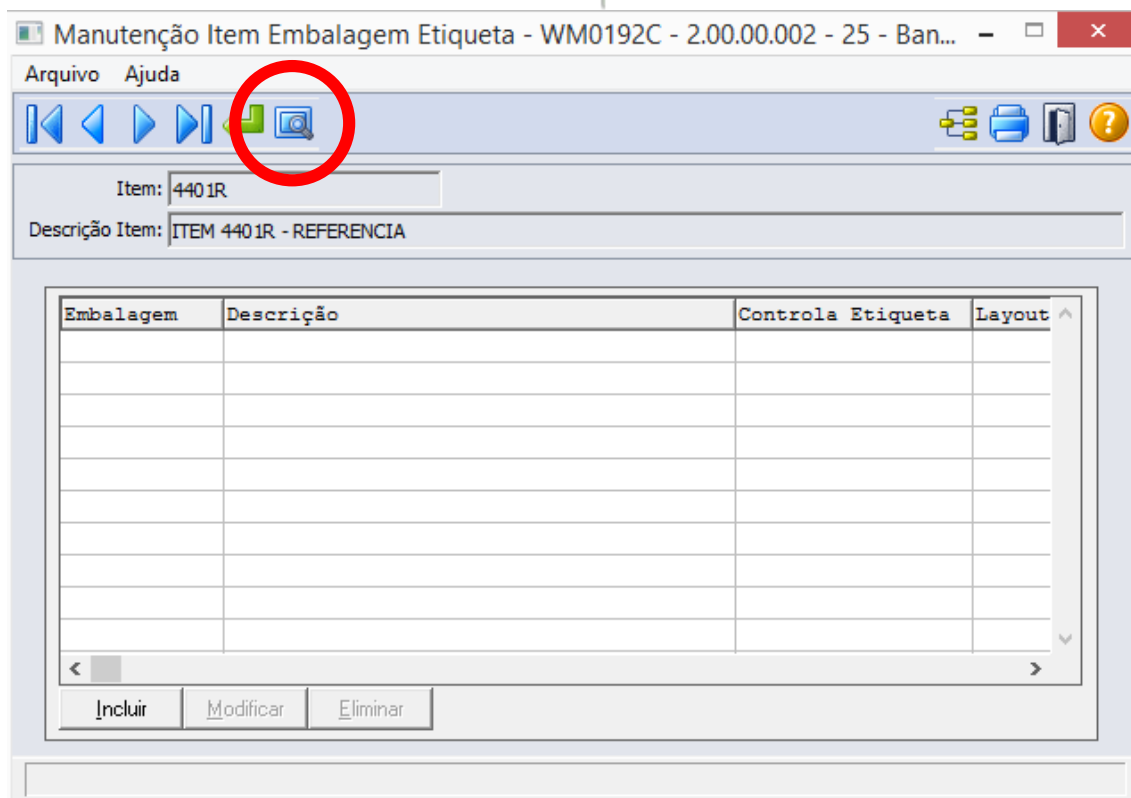 Manutenção Item Embalagem Etiqueta - WM0192C - 2.00.00.002 - 25 - Ban...
Arquivo Ajuda
Item: 4401R
Descrição Item: ITEM 4401R - REFERENCIA
Embalagem Descrição Controla Etiqueta Layout
Incluir Modificar Eliminar